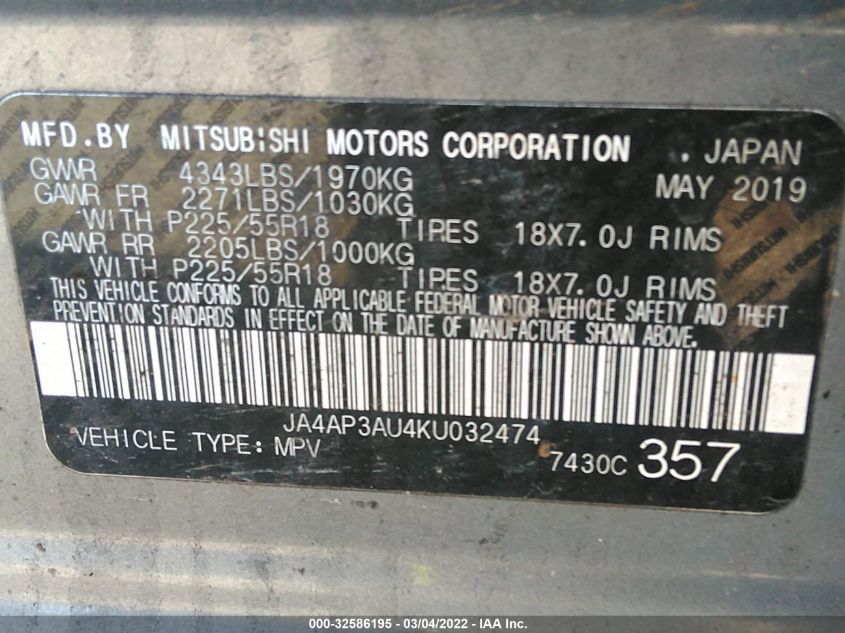 MFD.BY MITSUBISHI MOTORS CORPORATION . JAPAN
GVWR 4343LBS/1970KG MAY 2019
GAWR FR 2271LBS/1030KG
WITH P225/55R18 TIRES 18X7.0J RIMS
GAWR RR 2205LBS/1000KG
WITH P225/55R18 TIRES 18X7.0J RIMS
THIS VEHICLE CONFORMS TO ALL APPLICABLE FEDERAL MOTOR VEHICLE SAFETY AND THEFT
PREVENTION STANDARDS IN EFFECT ON THE DATE OF MANUFACTURE SHOWN ABOVE.
JA4AP3AU4KU032474
VEHICLE TYPE: MPV 7430C 357
000-32586195 - 03/04/2022 - IAA Inc.